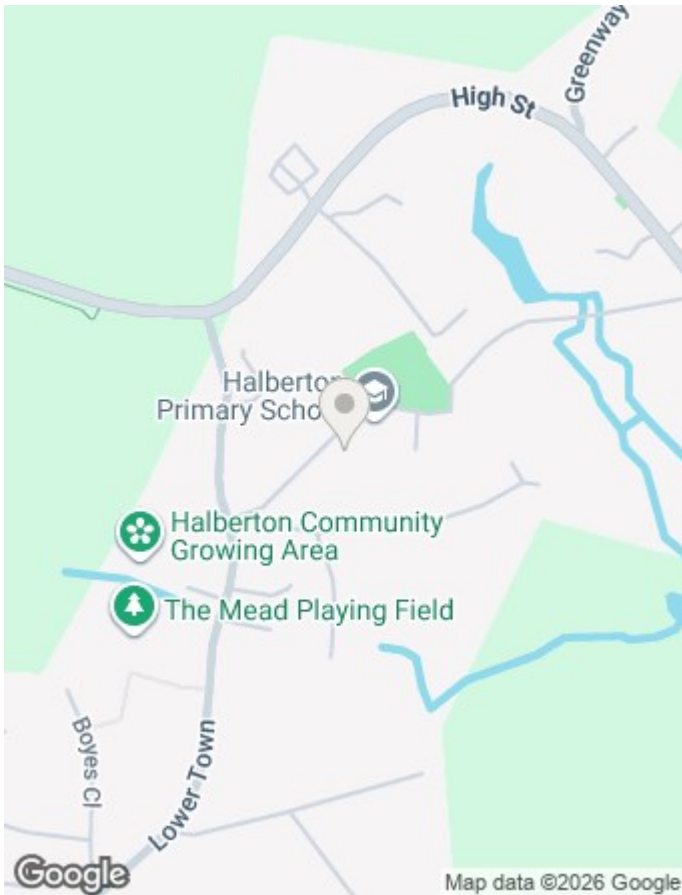 Greenway
High St
Halberton
Primary School
Halberton Community
Growing Area
The Mead Playing Field
Boyes Cl
Lower Town
Google
Map data ©2026 Google